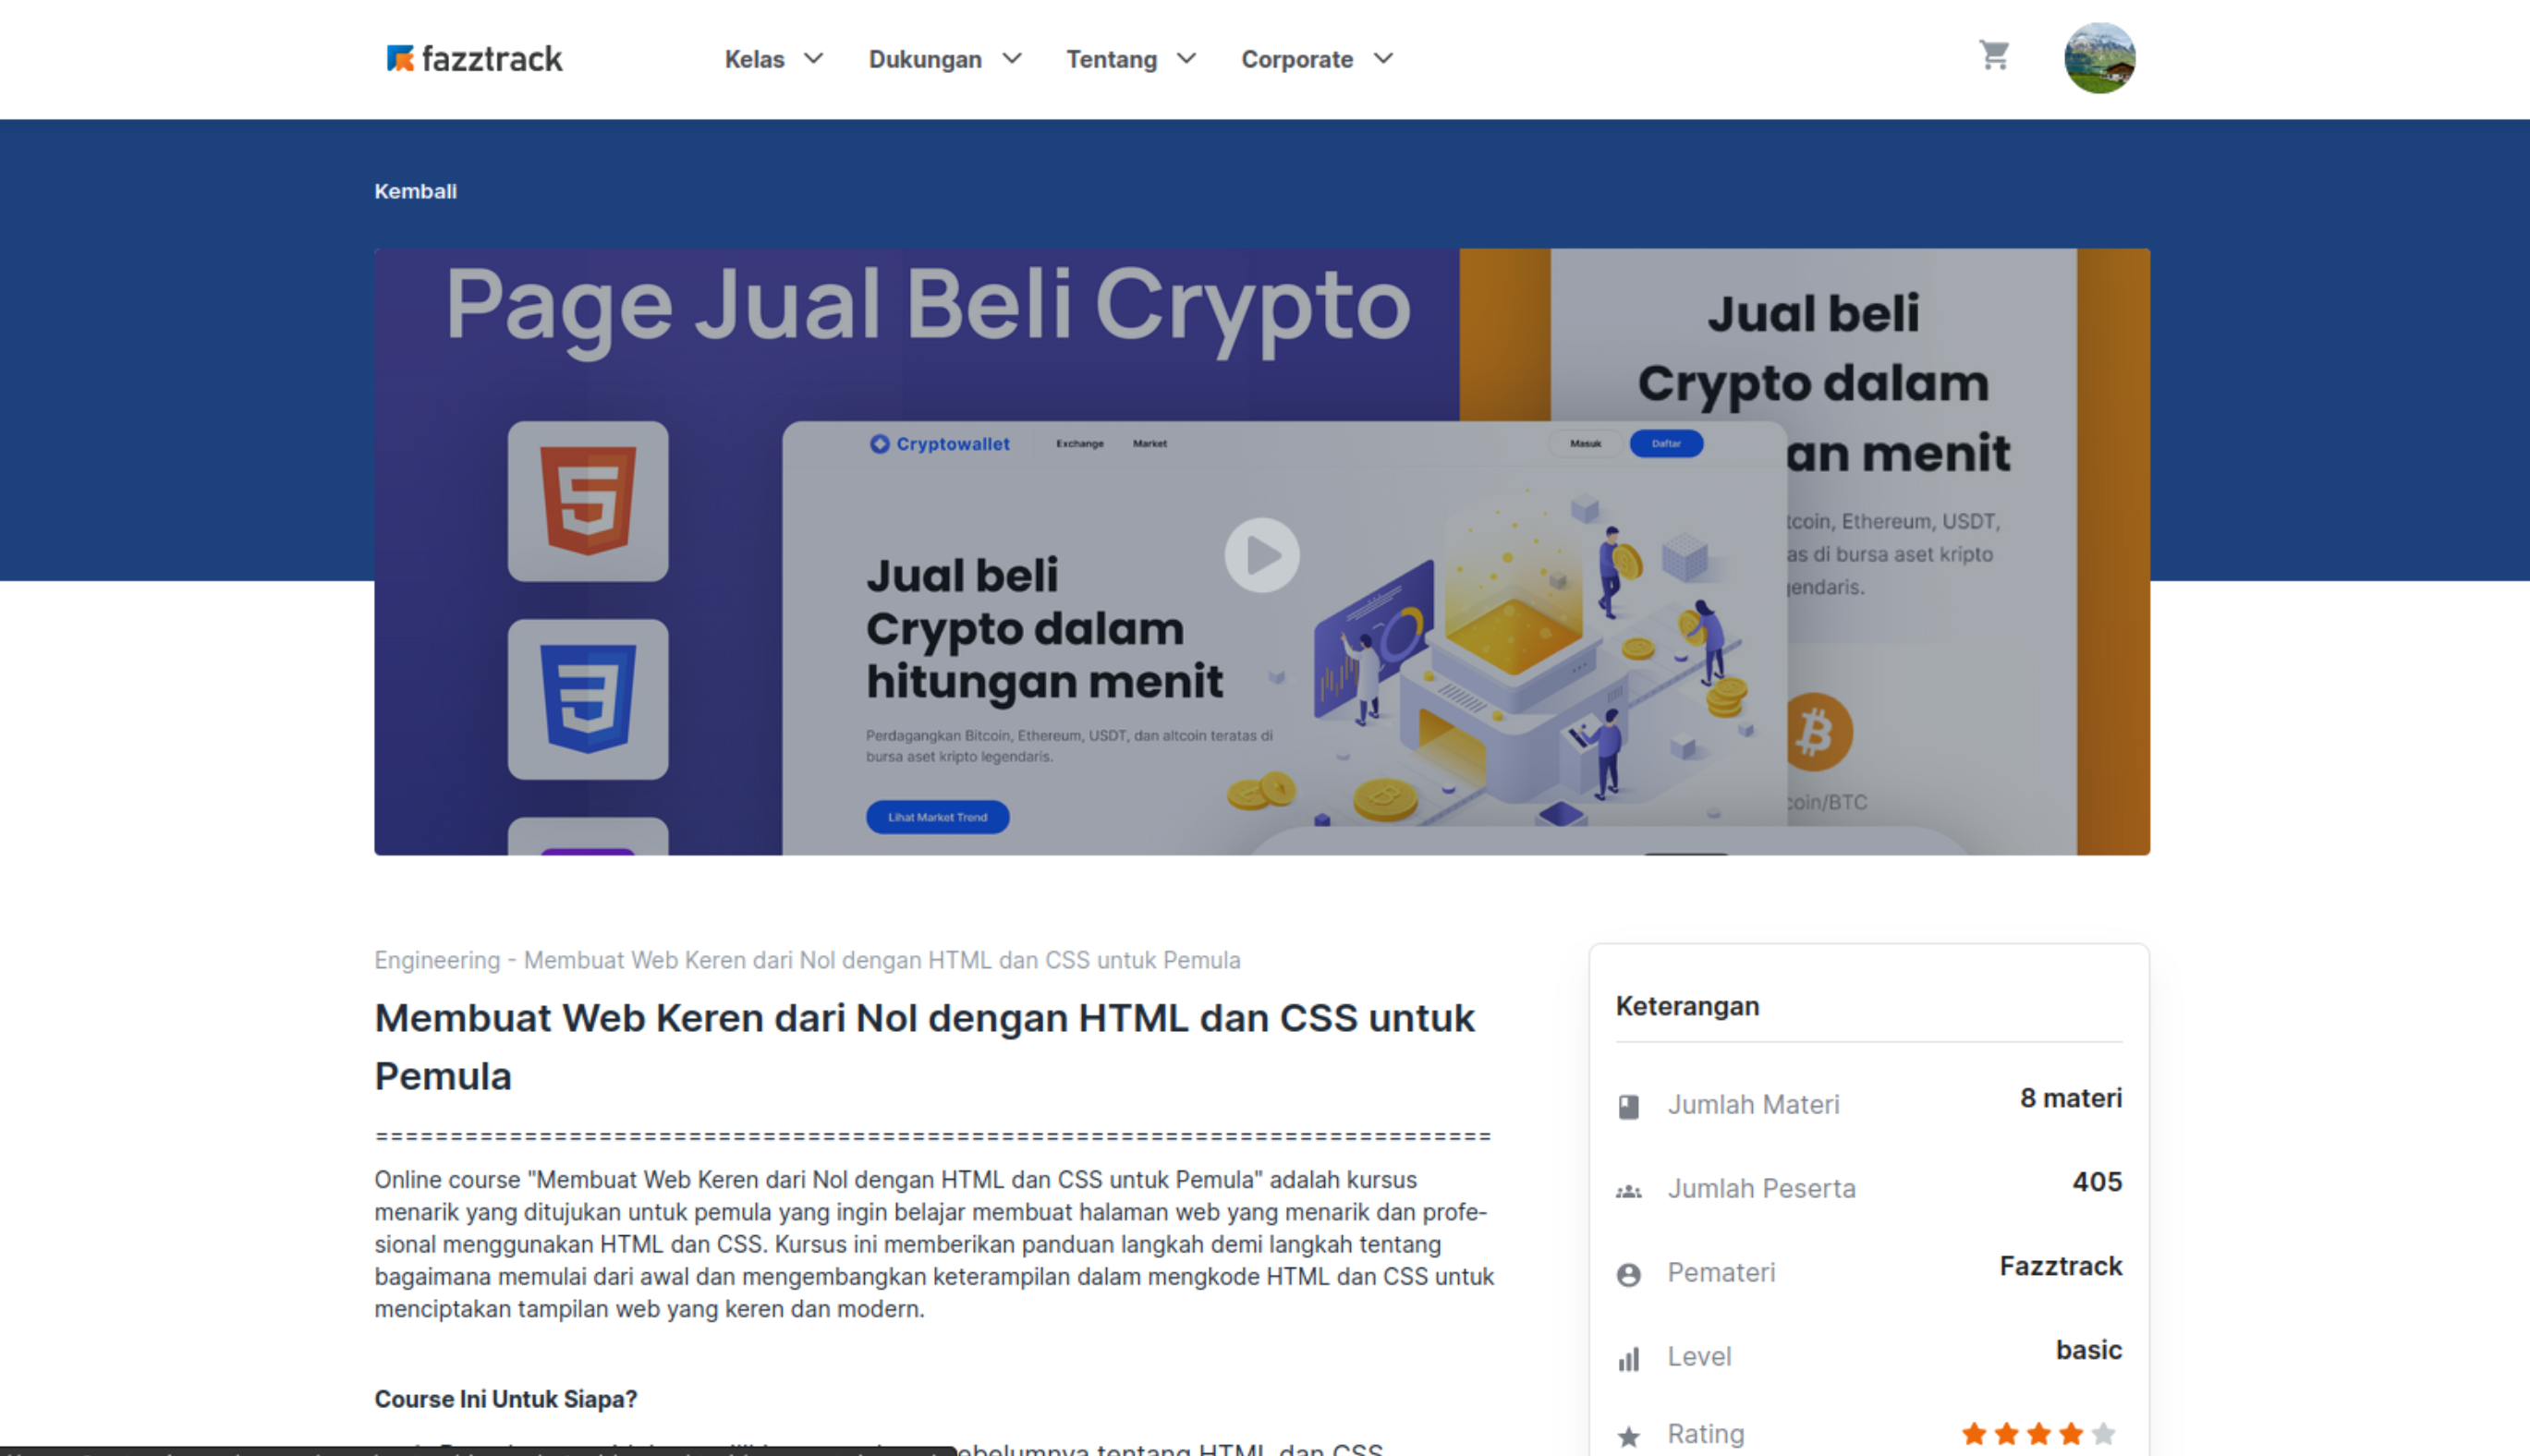 fazztrack
Kelas
Dukungan
Tentang
Corporate
Kembali
Page Jual Beli Crypto
Jual beli
Crypto dalam
an menit
tcoin, Ethereum, USDT,
as di bursa aset kripto
gendaris.
coin/BTC
Cryptowallet
Exchange
Market
Masuk
Daftar
Jual beli
Crypto dalam
hitungan menit
Perdagangkan Bitcoin, Ethereum, USDT, dan altcoin teratas di
bursa aset kripto legendaris.
Lihat Market Trend
Engineering - Membuat Web Keren dari Nol dengan HTML dan CSS untuk Pemula
Membuat Web Keren dari Nol dengan HTML dan CSS untuk
Pemula
===========================================================================
Online course "Membuat Web Keren dari Nol dengan HTML dan CSS untuk Pemula" adalah kursus
menarik yang ditujukan untuk pemula yang ingin belajar membuat halaman web yang menarik dan profe-
sional menggunakan HTML dan CSS. Kursus ini memberikan panduan langkah demi langkah tentang
bagaimana memulai dari awal dan mengembangkan keterampilan dalam mengkode HTML dan CSS untuk
menciptakan tampilan web yang keren dan modern.
Course Ini Untuk Siapa?
ebelumnya tentang HTML dan CSS
Keterangan
Jumlah Materi
8 materi
Jumlah Peserta
405
Pemateri
Fazztrack
Level
basic
Rating